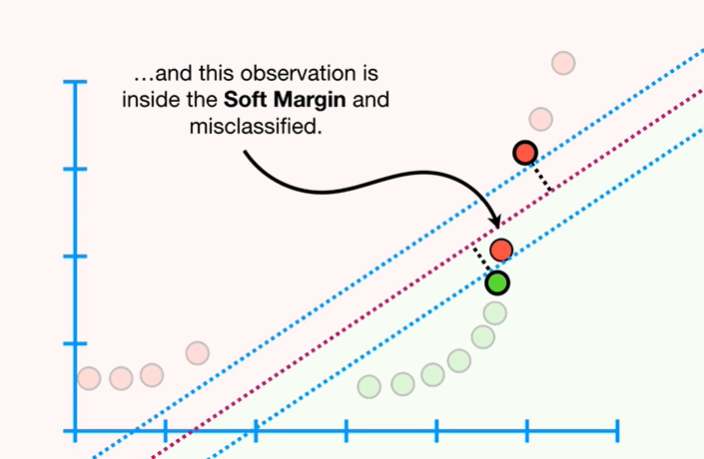 ...and this observation is
inside the Soft Margin and
misclassified.